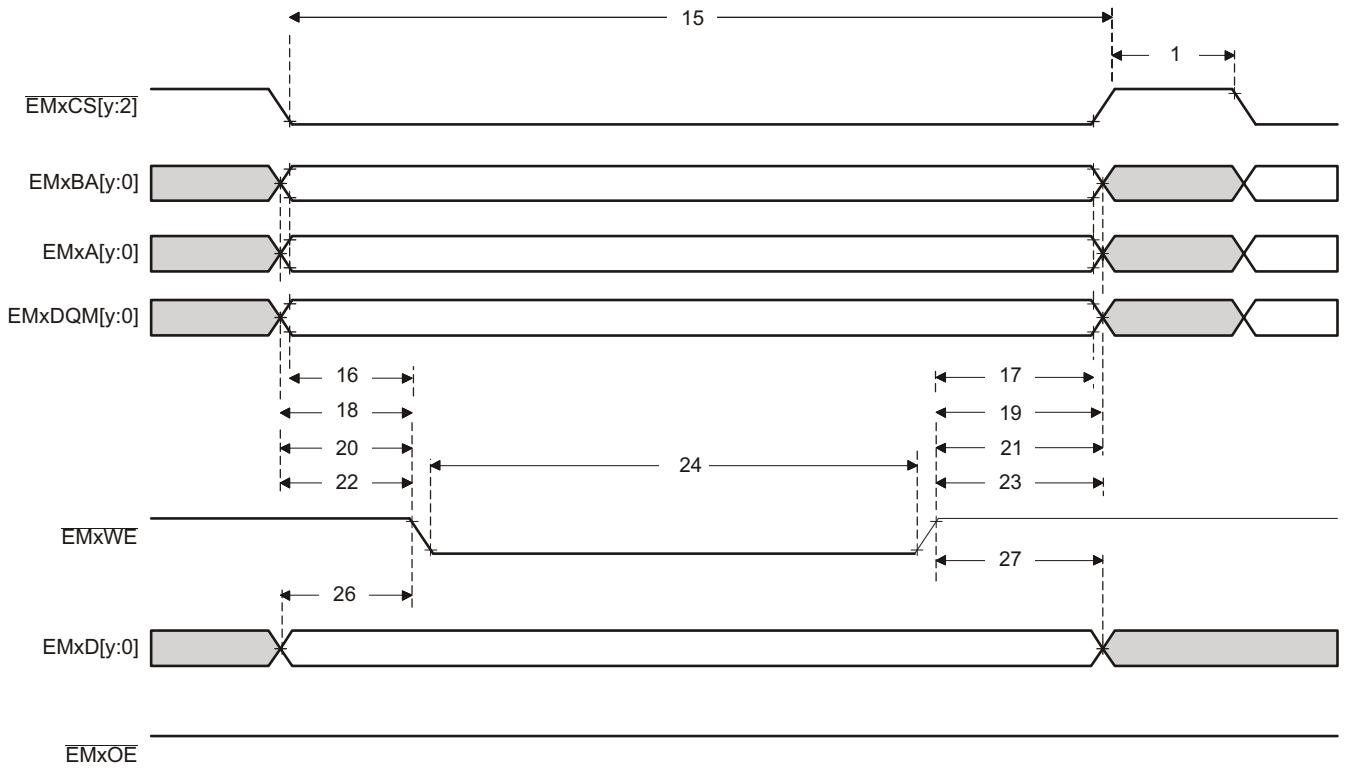 15
1
EMxCS[y:2]
EMxBA[y:0]
EMxA[y:0]
EMxDQM[y:0]
16
17
18
19
20
21
24
22
23
EMxWE
27
26
EMxD[y:0]
EMxOE